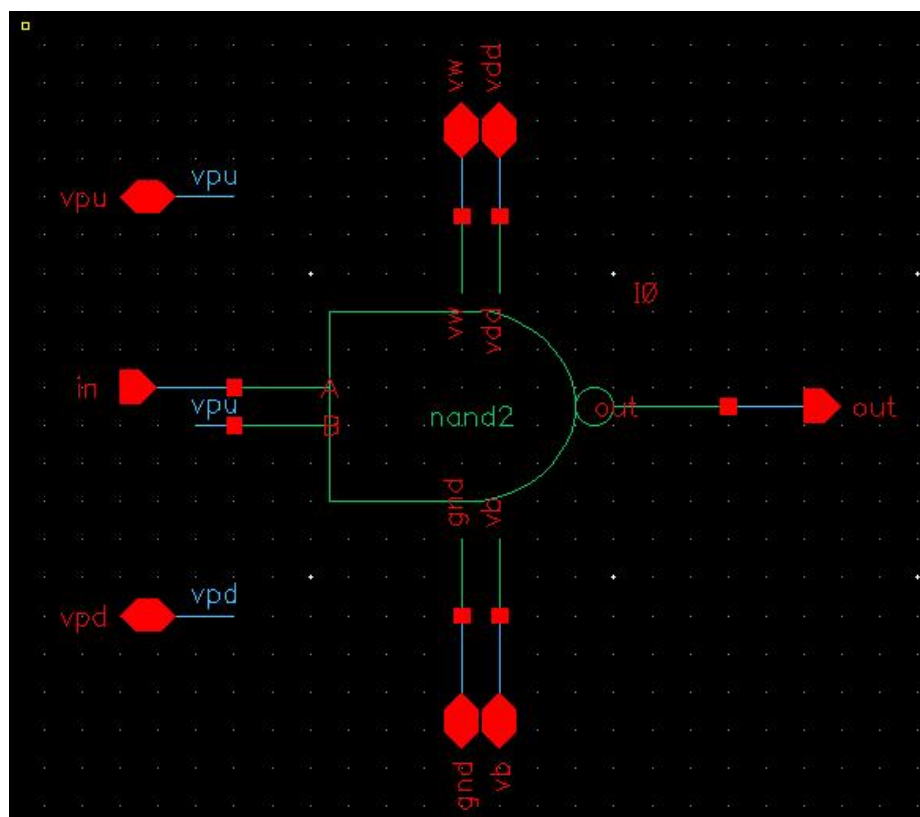 vw
vdd
vpu
vpu
I0
vw
vdd
in
A
vpu
B
nand2
out
out
gnd
vb
vpd
vpd
gnd
vb